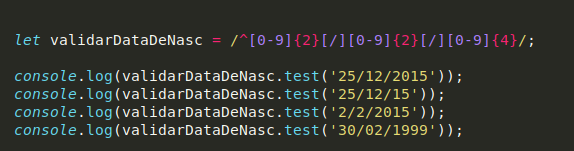 let validarDataDeNasc = /^[0-9]{2}[/][0-9]{2}[/][0-9]{4}/;
console.log(validarDataDeNasc.test('25/12/2015'));
console.log(validarDataDeNasc.test('25/12/15'));
console.log(validarDataDeNasc.test('2/2/2015'));
console.log(validarDataDeNasc.test('30/02/1999'));